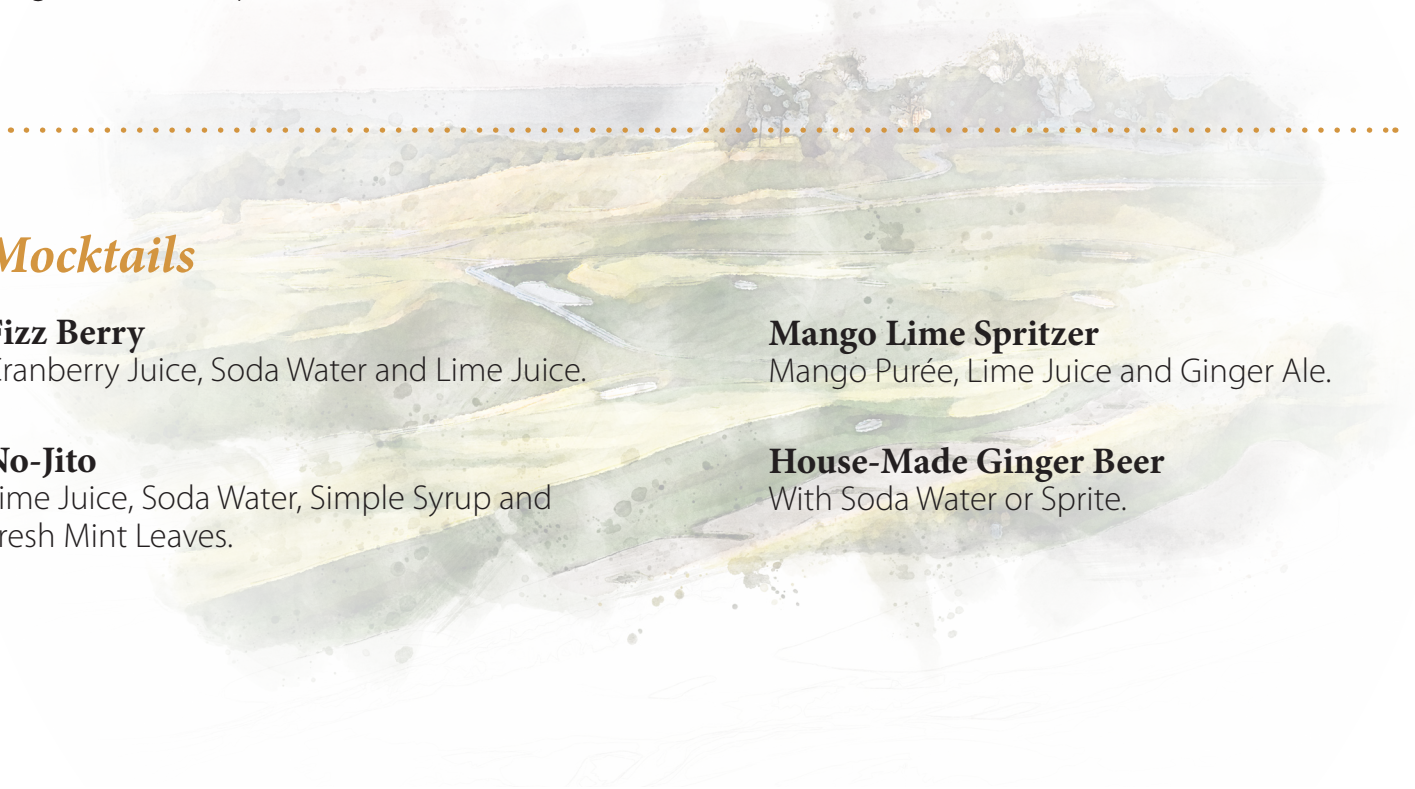 Mocktails
Fizz Berry
Cranberry Juice, Soda Water and Lime Juice.
No-Jito
Lime Juice, Soda Water, Simple Syrup and
Fresh Mint Leaves.
Mango Lime Spritzer
Mango Purée, Lime Juice and Ginger Ale.
House-Made Ginger Beer
With Soda Water or Sprite.